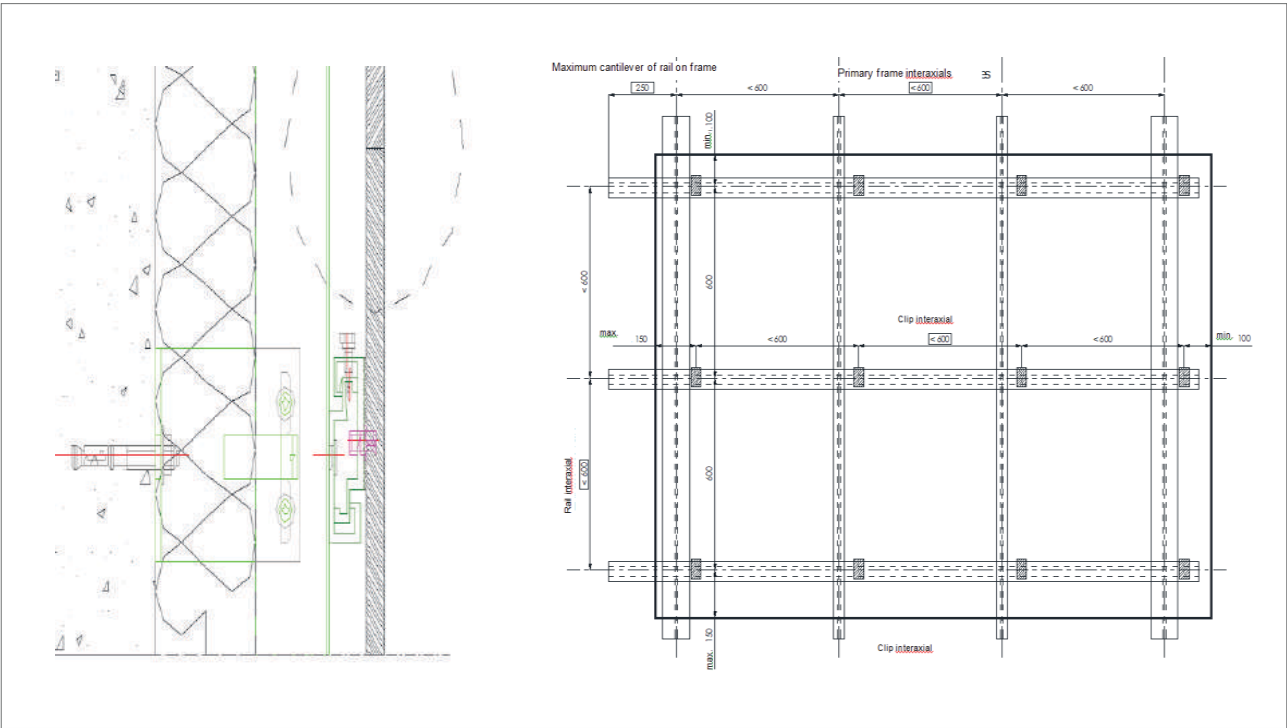 Maximum cantilever of rail on frame
Primary frame interaxials
250
< 600
< 600
< 600
min. 100
< 600
600
Clip interaxial
max. 150
< 600
< 600
< 600
min. 100
Rail interaxial
< 600
600
max. 150
Clip interaxial